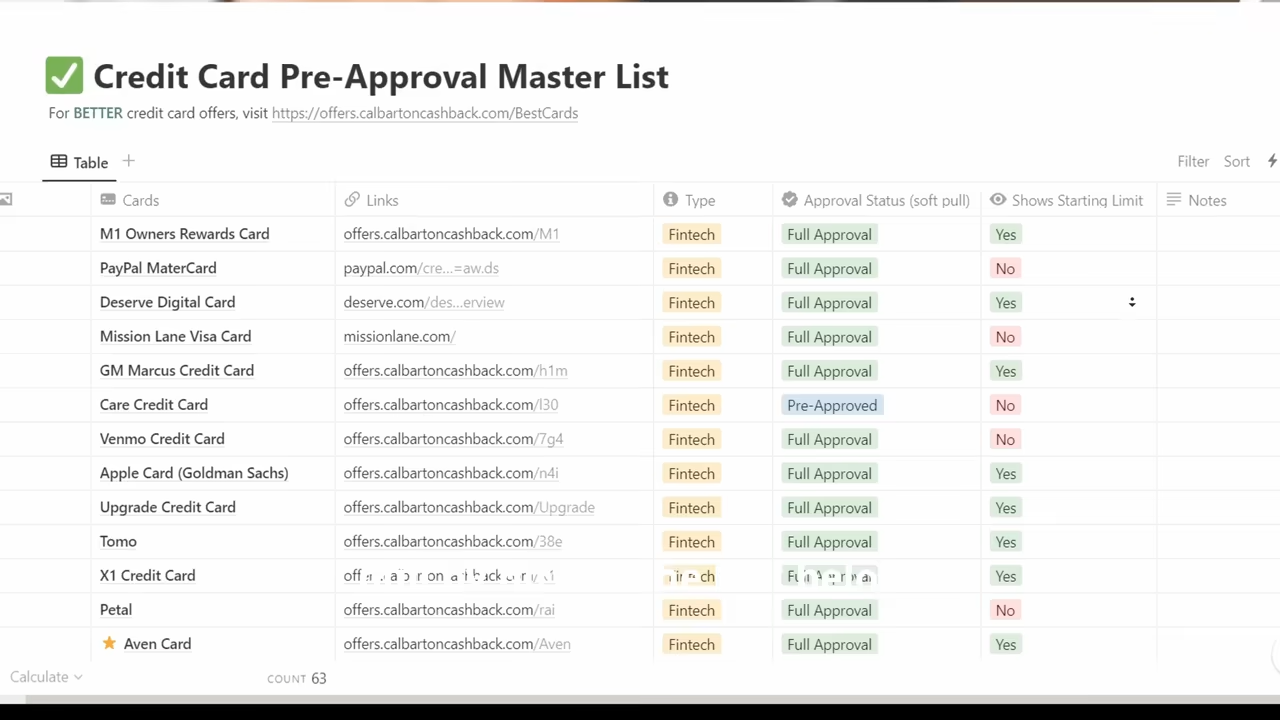 Credit Card Pre-Approval Master List
For BETTER credit card offers, visit https://offers.calbartoncashback.com/BestCards
Table
Filter Sort
Cards Links Type Approval Status (soft pull) Shows Starting Limit Notes
M1 Owners Rewards Card offers.calbartoncashback.com/M1 Fintech Full Approval Yes
PayPal MaterCard paypal.com/cre...=aw.ds Fintech Full Approval No
Deserve Digital Card deserve.com/des...erview Fintech Full Approval Yes
Mission Lane Visa Card missionlane.com/ Fintech Full Approval No
GM Marcus Credit Card offers.calbartoncashback.com/h1m Fintech Full Approval Yes
Care Credit Card offers.calbartoncashback.com/l30 Fintech Pre-Approved No
Venmo Credit Card offers.calbartoncashback.com/7g4 Fintech Full Approval No
Apple Card (Goldman Sachs) offers.calbartoncashback.com/n4i Fintech Full Approval Yes
Upgrade Credit Card offers.calbartoncashback.com/Upgrade Fintech Full Approval Yes
Tomo offers.calbartoncashback.com/38e Fintech Full Approval Yes
X1 Credit Card Fintech Full Approval Yes
Petal offers.calbartoncashback.com/rai Fintech Full Approval No
Aven Card offers.calbartoncashback.com/Aven Fintech Full Approval Yes
Calculate COUNT 63